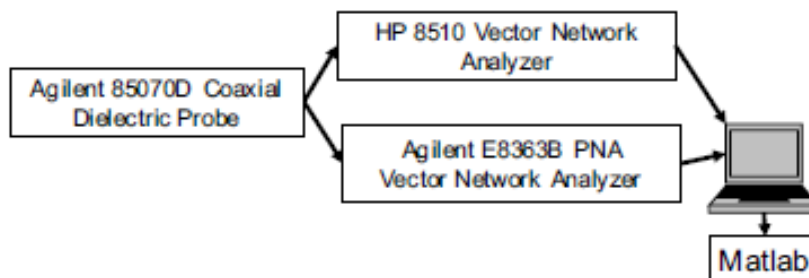 HP 8510 Vector Network
Analyzer
Agilent 85070D Coaxial
Dielectric Probe
Agilent E8363B PNA
Vector Network Analyzer
Matlab